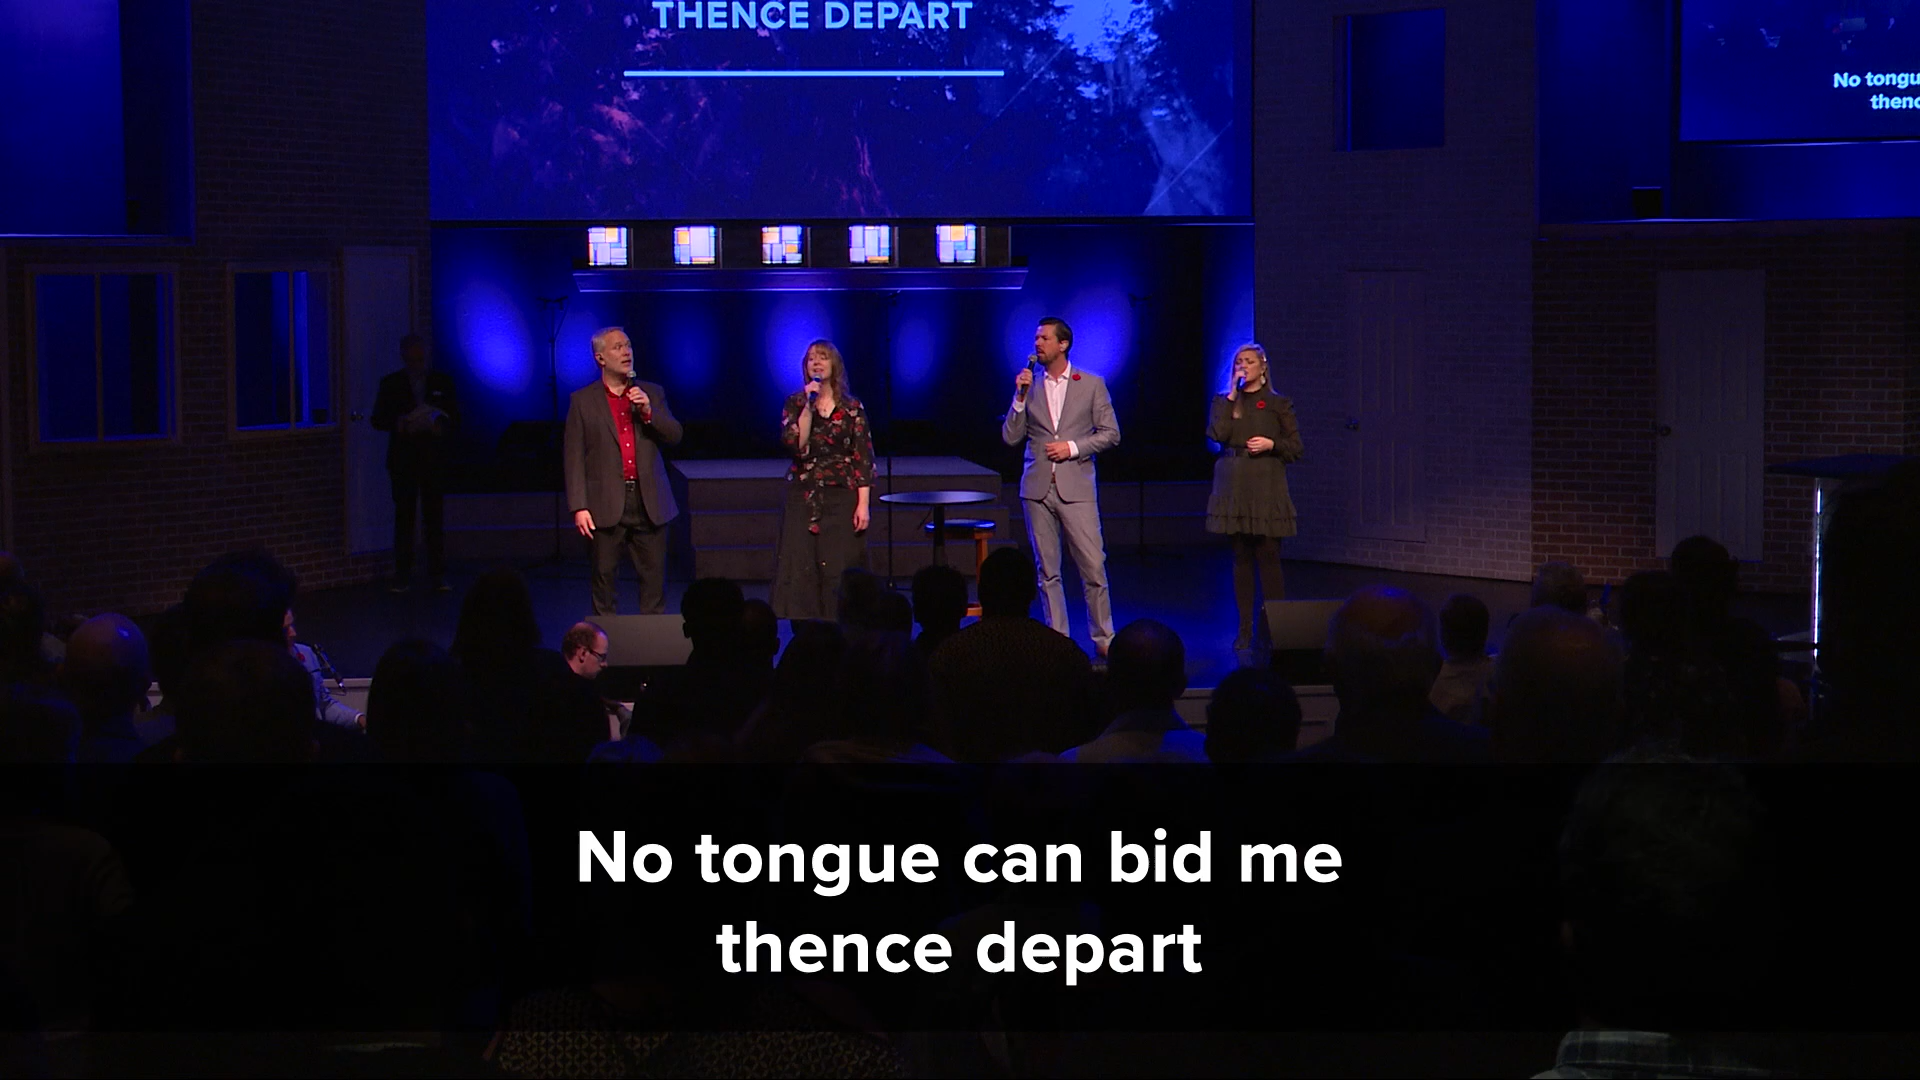 THENCE DEPART
No tongu
thenc
No tongue can bid me
thence depart